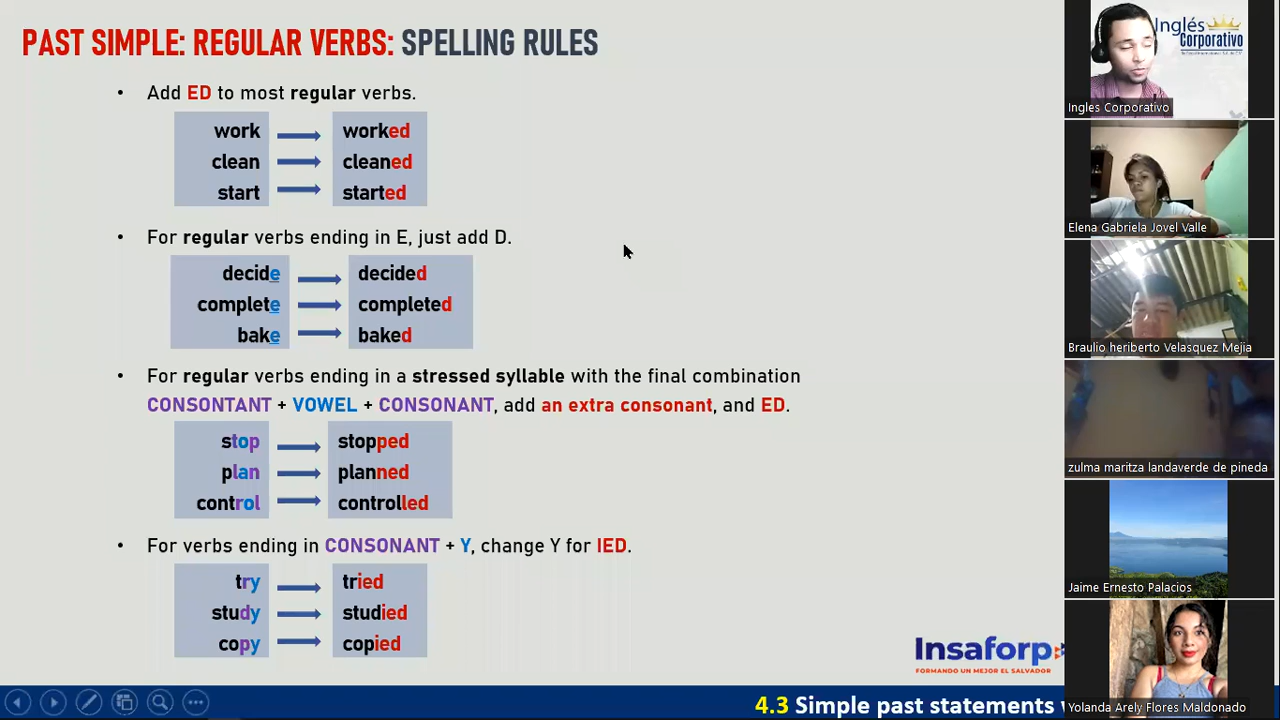 PAST SIMPLE: REGULAR VERBS: SPELLING RULES
• Add ED to most regular verbs.
work worked
clean cleaned
start started
• For regular verbs ending in E, just add D.
decide decided
complete completed
bake baked
• For regular verbs ending in a stressed syllable with the final combination
CONSONTANT + VOWEL + CONSONANT, add an extra consonant, and ED.
stop stopped
plan planned
control controlled
• For verbs ending in CONSONANT + Y, change Y for IED.
try tried
study studied
copy copied
Insaforp
FORMANDO UN MEJOR EL SALVADOR
4.3 Simple past statements
Inglés
Corporativo
Ingles Corporativo
Elena Gabriela Jovel Valle
Braulio heriberto Velasquez Mejia
zulma maritza landaverde de pineda
Jaime Ernesto Palacios
Yolanda Arely Flores Maldonado